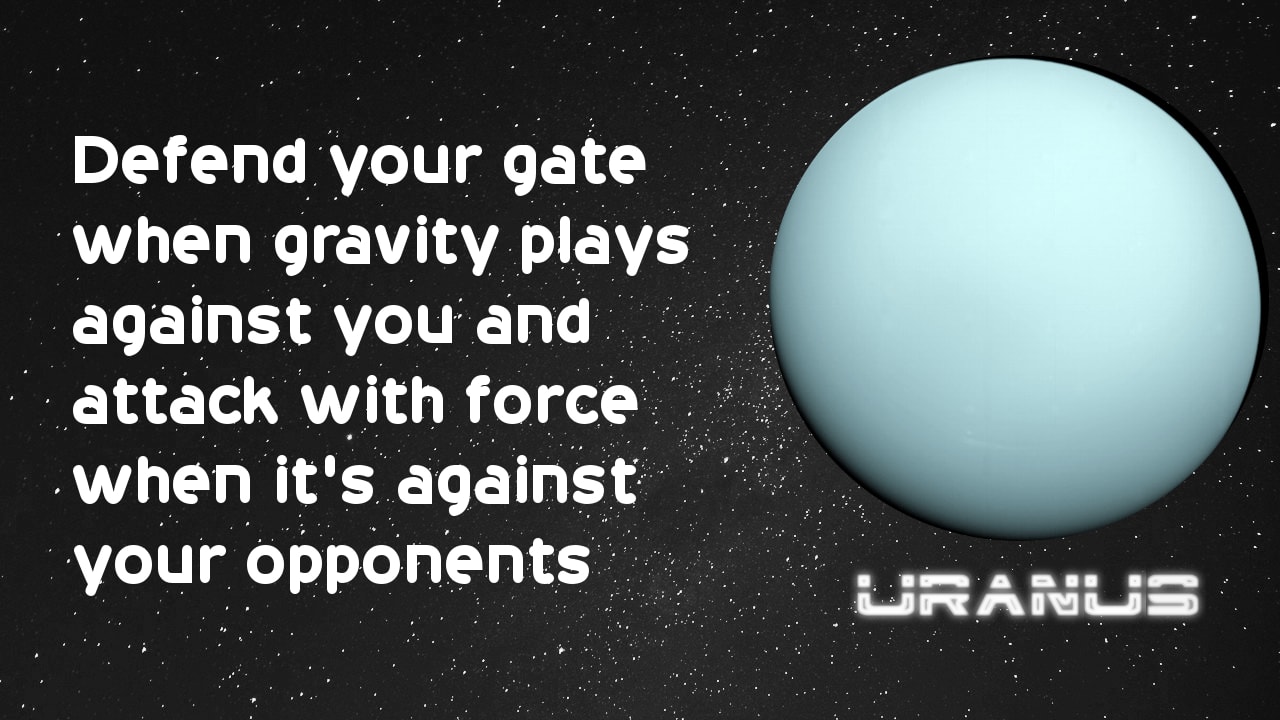 Defend your gate
when gravity plays
against you and
attack with force
when it's against
your opponents
URANUS